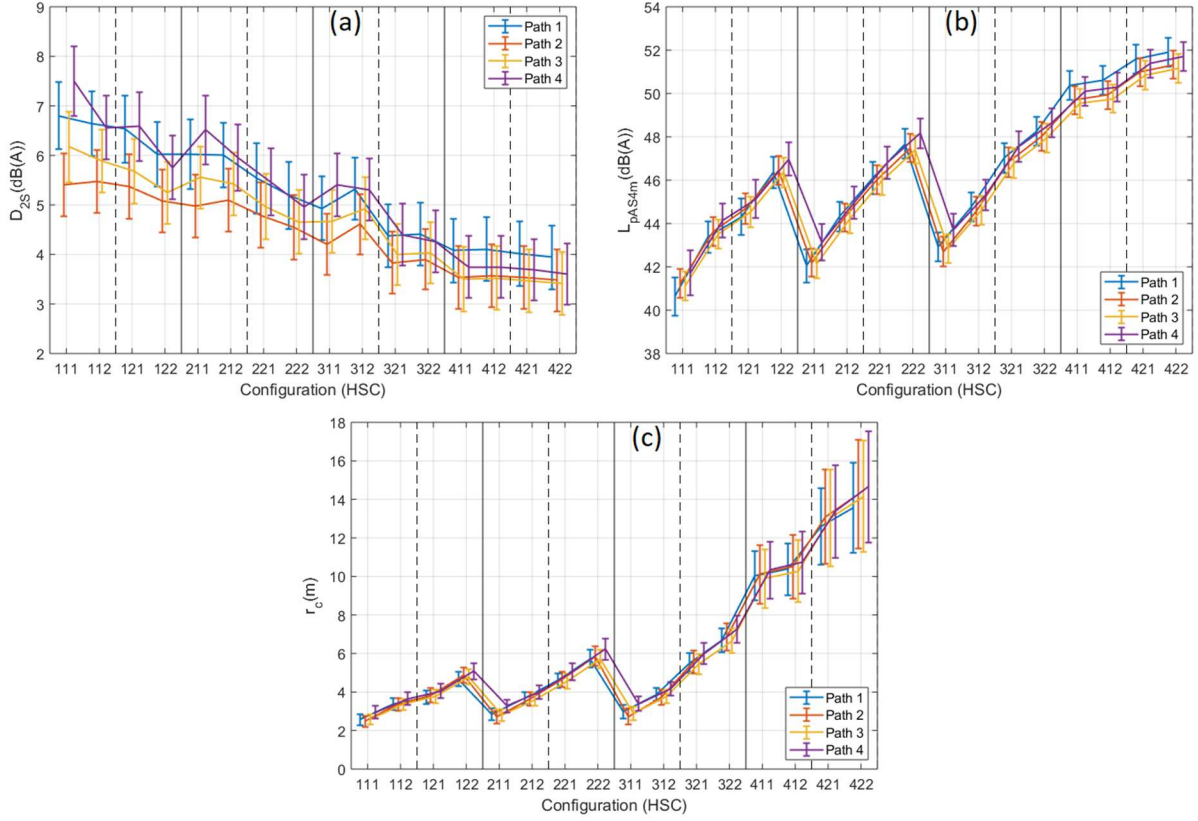 (a)
D2S(dB(A))
9
8
7
6
5
4
3
2
111 112 121 122 211 212 221 222 311 312 321 322 411 412 421 422
Configuration (HSC)
Path 1
Path 2
Path 3
Path 4
(b)
LpAS4m(dB(A))
54
52
50
48
46
44
42
40
38
111 112 121 122 211 212 221 222 311 312 321 322 411 412 421 422
Configuration (HSC)
Path 1
Path 2
Path 3
Path 4
(c)
rc(m)
18
16
14
12
10
8
6
4
2
0
111 112 121 122 211 212 221 222 311 312 321 322 411 412 421 422
Configuration (HSC)
Path 1
Path 2
Path 3
Path 4